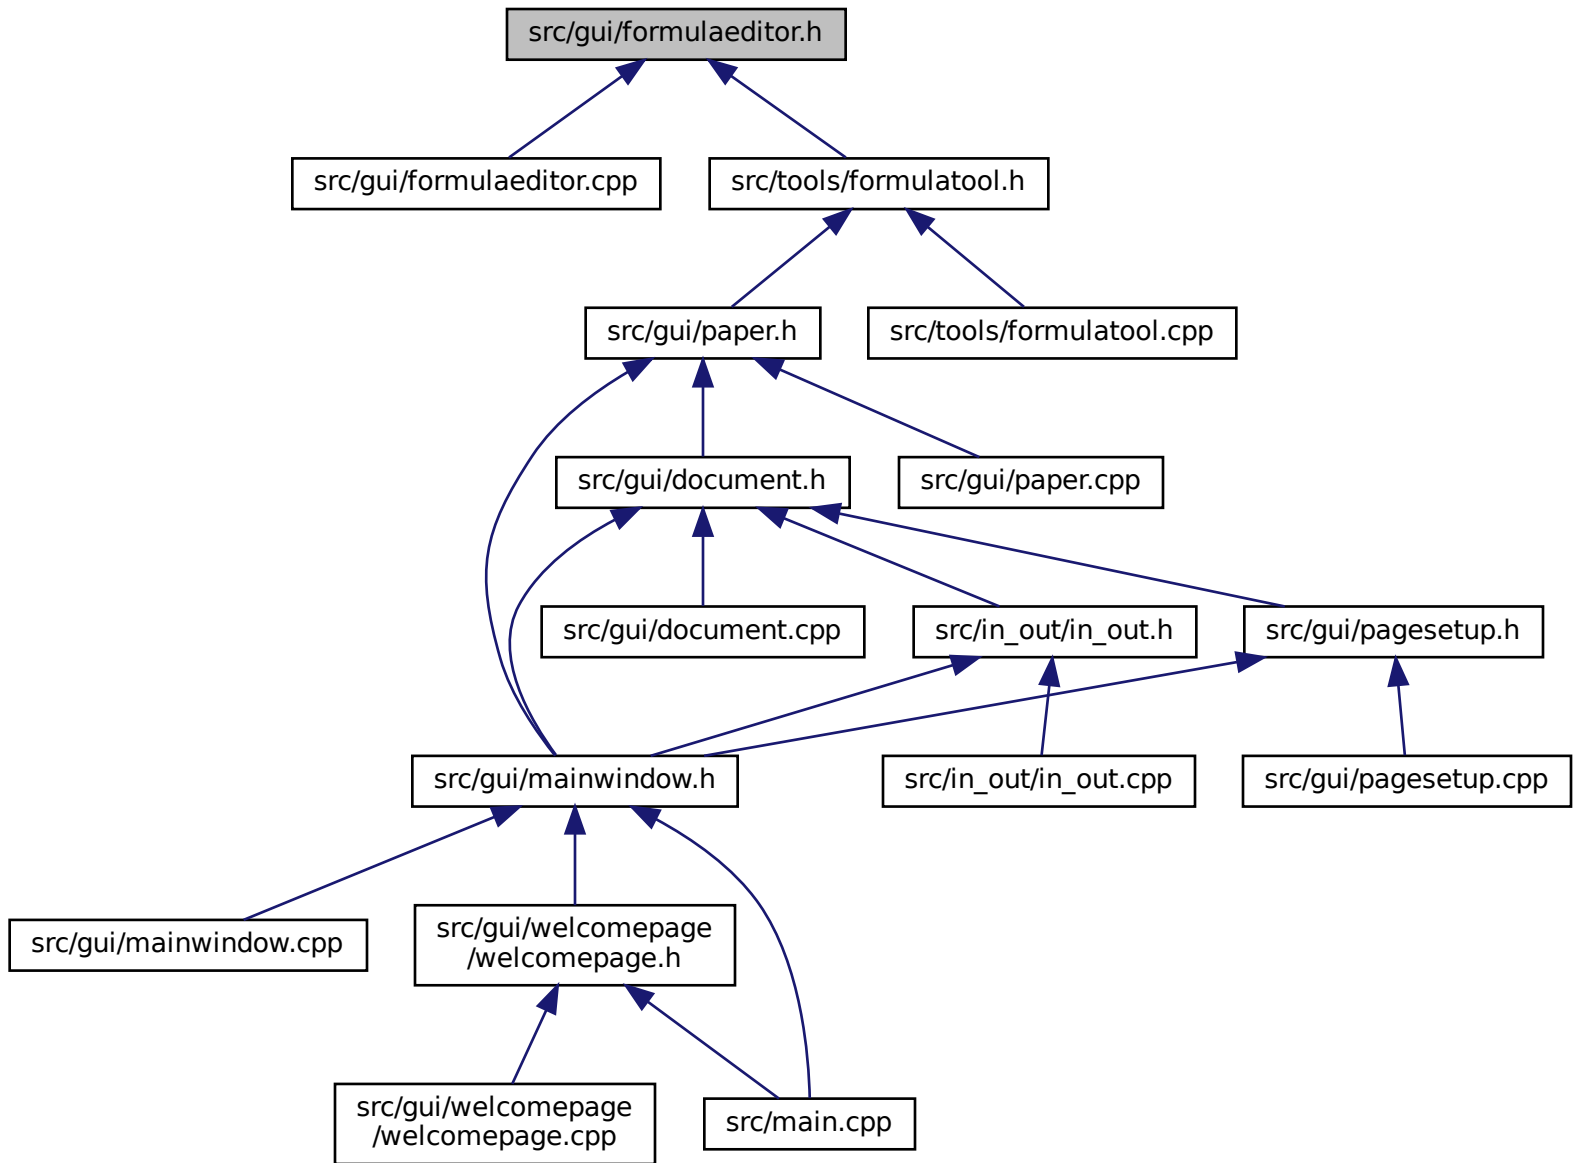 src/gui/formulaeditor.h
src/gui/formulaeditor.cpp
src/tools/formulatool.h
src/gui/paper.h
src/tools/formulatool.cpp
src/gui/document.h
src/gui/paper.cpp
src/gui/document.cpp
src/in_out/in_out.h
src/gui/pagesetup.h
src/gui/mainwindow.h
src/in_out/in_out.cpp
src/gui/pagesetup.cpp
src/gui/mainwindow.cpp
src/gui/welcomepage
/welcomepage.h
src/gui/welcomepage
/welcomepage.cpp
src/main.cpp